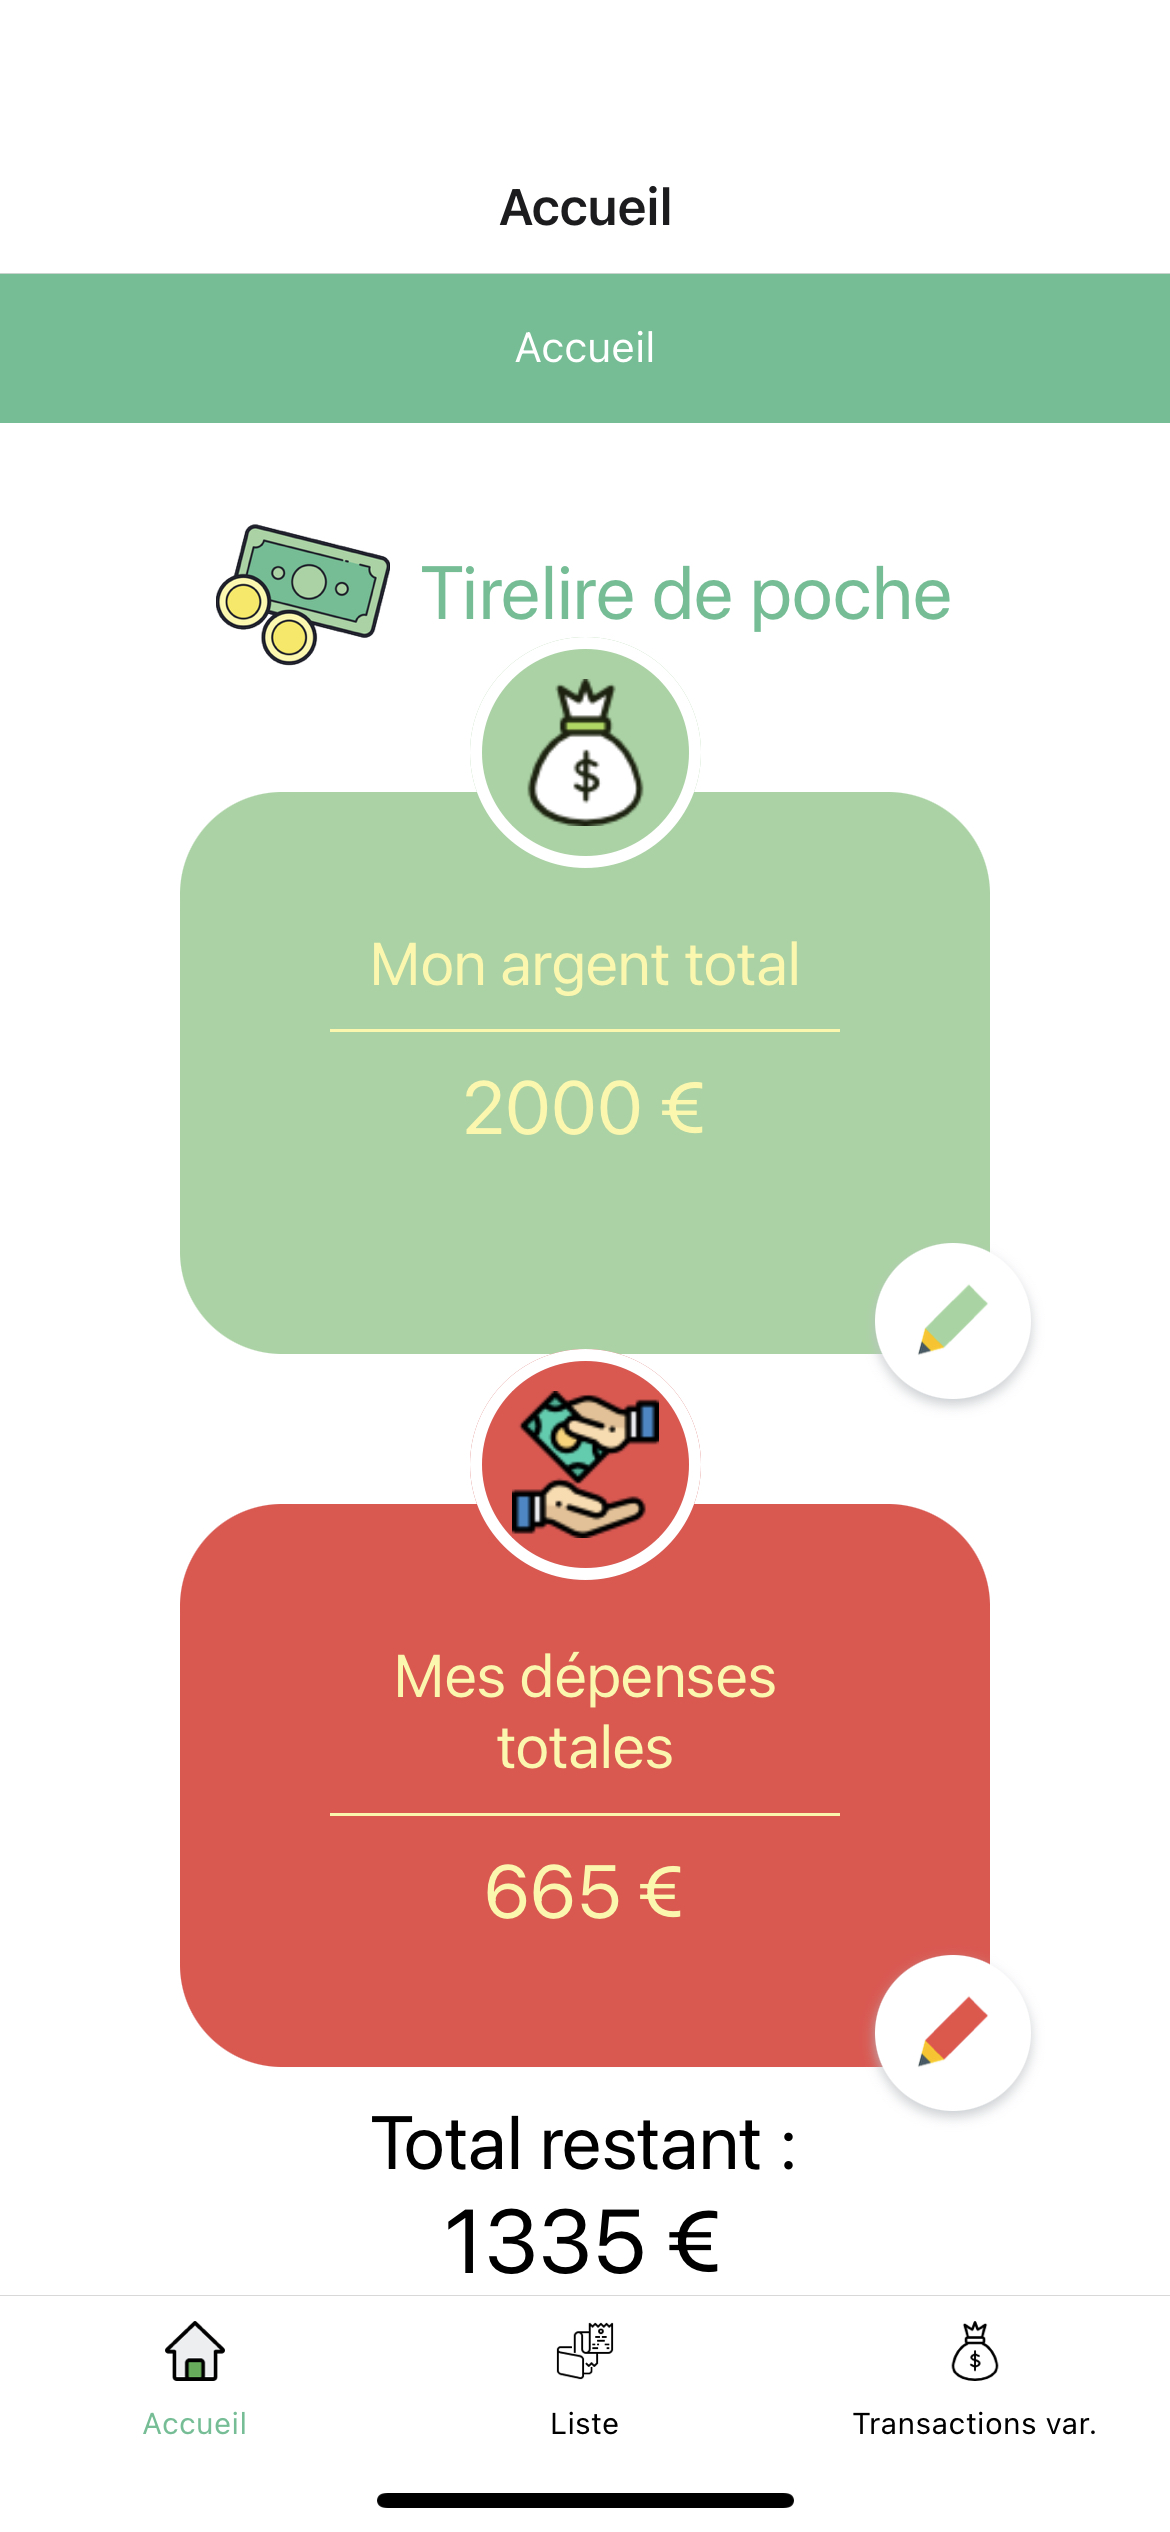 Accueil
Accueil
Tirelire de poche
$
Mon argent total
2000 €
Mes dépenses
totales
665 €
Total restant :
1335 €
$
Accueil
Liste
Transactions var.